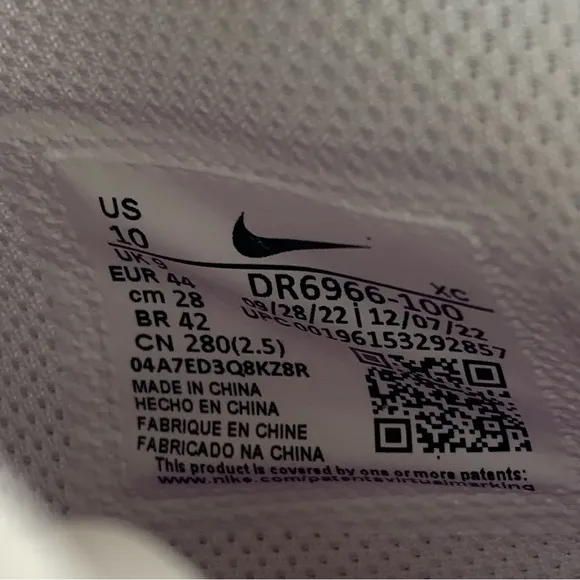 US
10
UK 9
EUR 44
cm 28
BR 42
CN 280(2.5)
04A7ED3Q8KZ8R
XC
DR6966-100
09/28/22 | 12/07/22
UPC 00196153292857
MADE IN CHINA
HECHO EN CHINA
FABRIQUE EN CHINE
FABRICADO NA CHINA
This product is covered by one or more patents:
www.nike.com/patentsvirtualmarking